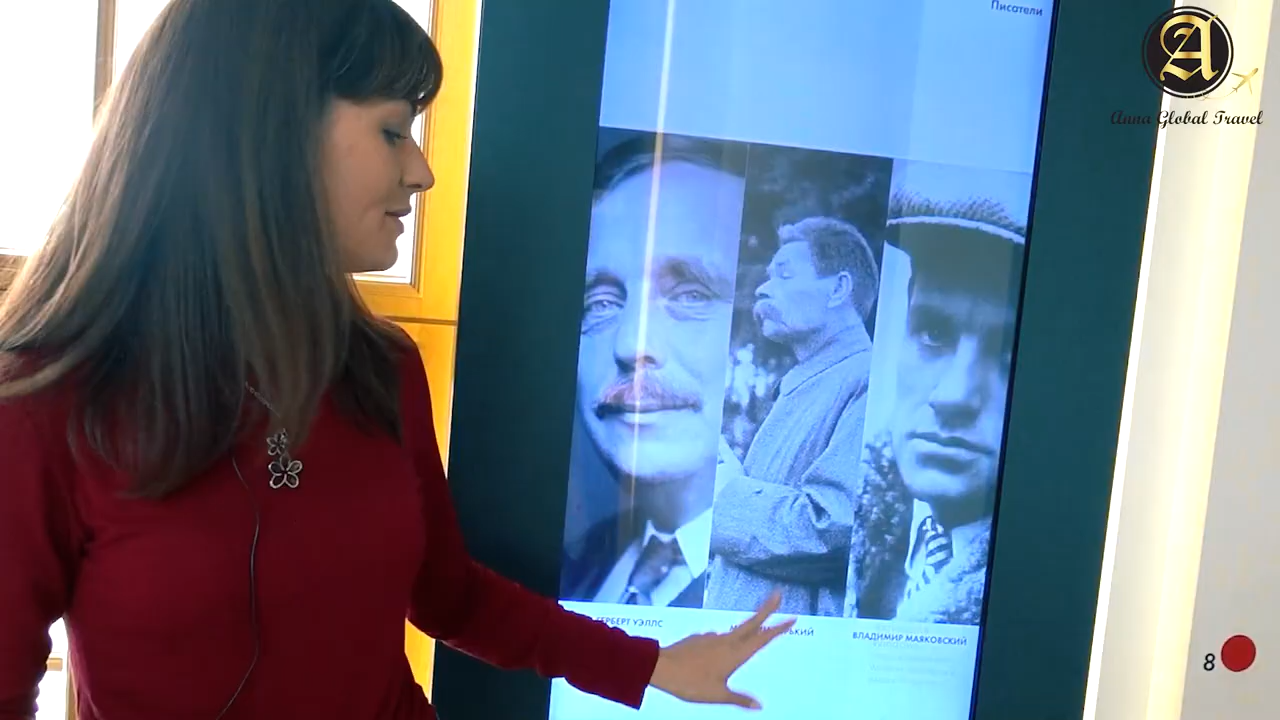 Писатели
A
Anna Global Travel
ГЕРБЕРТ УЭЛЛС
ВЛАДИМИР МАЯКОВСКИЙ
8